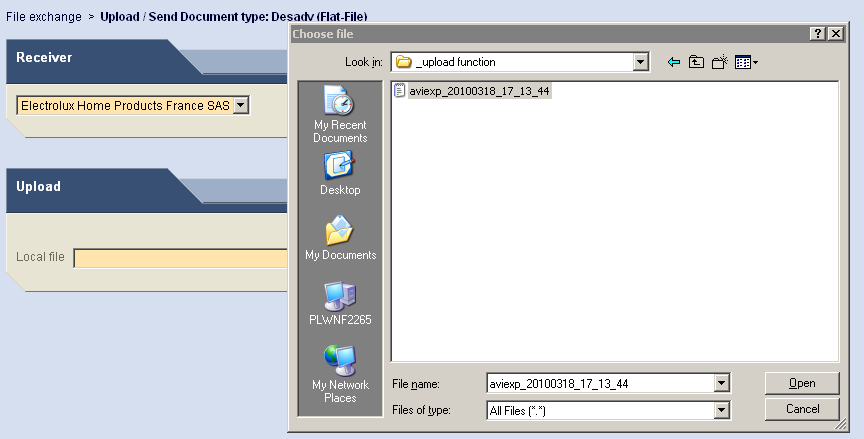 File exchange > Upload / Send Document type: Desadv (Flat-File)
Receiver
Electrolux Home Products France SAS
Upload
Local file
Choose file
Look in:
_upload function
aviexp_20100318_17_13_44
My Recent
Documents
Desktop
My Documents
PLWNF2265
My Network
Places
File name:
aviexp_20100318_17_13_44
Open
Files of type:
All Files (*.*)
Cancel